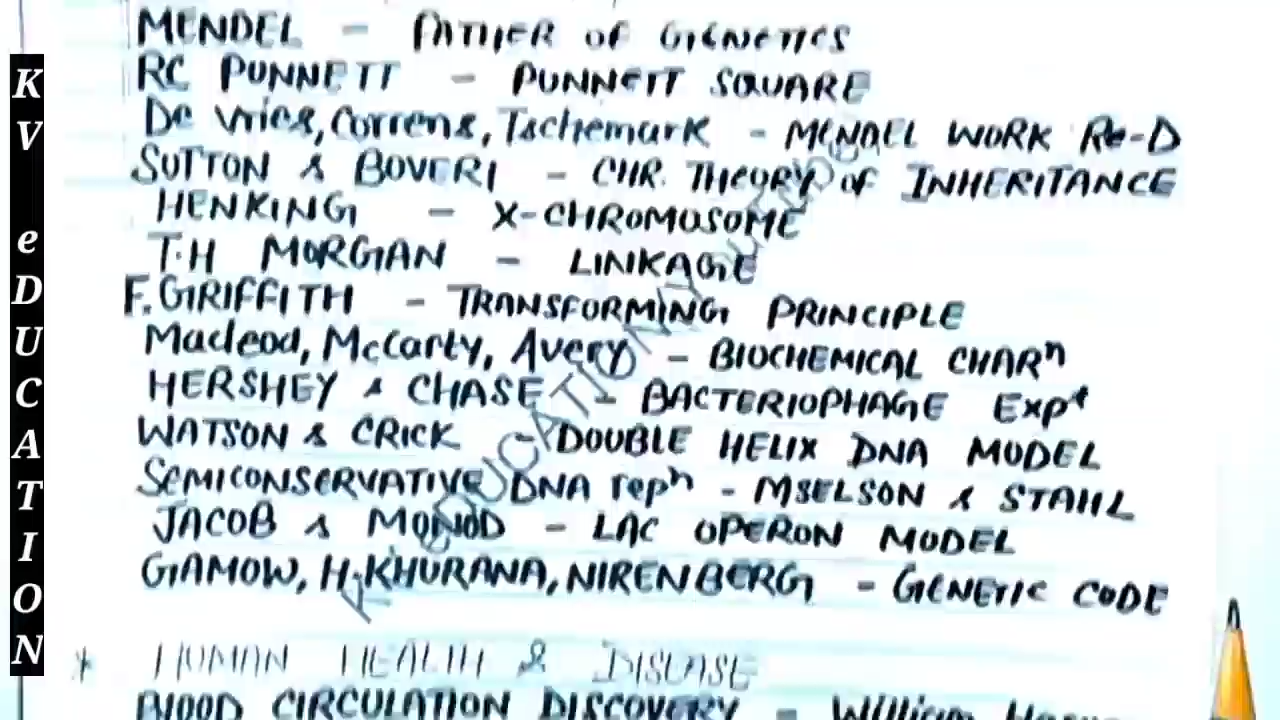 MENDEL - FATHER OF GENETICS
RC PUNNETT - PUNNETT SQUARE
De Vries, Correns, Tschemark - MENDEL WORK Re-D
SUTTON & BOVERI - CHR. THEORY OF INHERITANCE
HENKING - X-CHROMOSOME
T.H MORGAN - LINKAGE
F. GRIFFITH - TRANSFORMING PRINCIPLE
Macleod, McCarty, Avery - BIOCHEMICAL CHARⁿ
HERSHEY & CHASE - BACTERIOPHAGE Expt
WATSON & CRICK - DOUBLE HELIX DNA MODEL
SEMICONSERVATIVE DNA repⁿ - MSELSON & STAHL
JACOB & MONOD - LAC OPERON MODEL
GAMOW, H.KHURANA, NIRENBERG - GENETIC CODE
* HUMAN HEALTH & DISEASE
BLOOD CIRCULATION DISCOVERY - William
KV eDUCATION